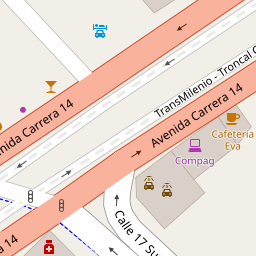 Avenida Carrera 14
TransMilenio - Troncal C
Avenida Carrera 14
Cafetería
Eva
Compag
Calle 17 Su
14